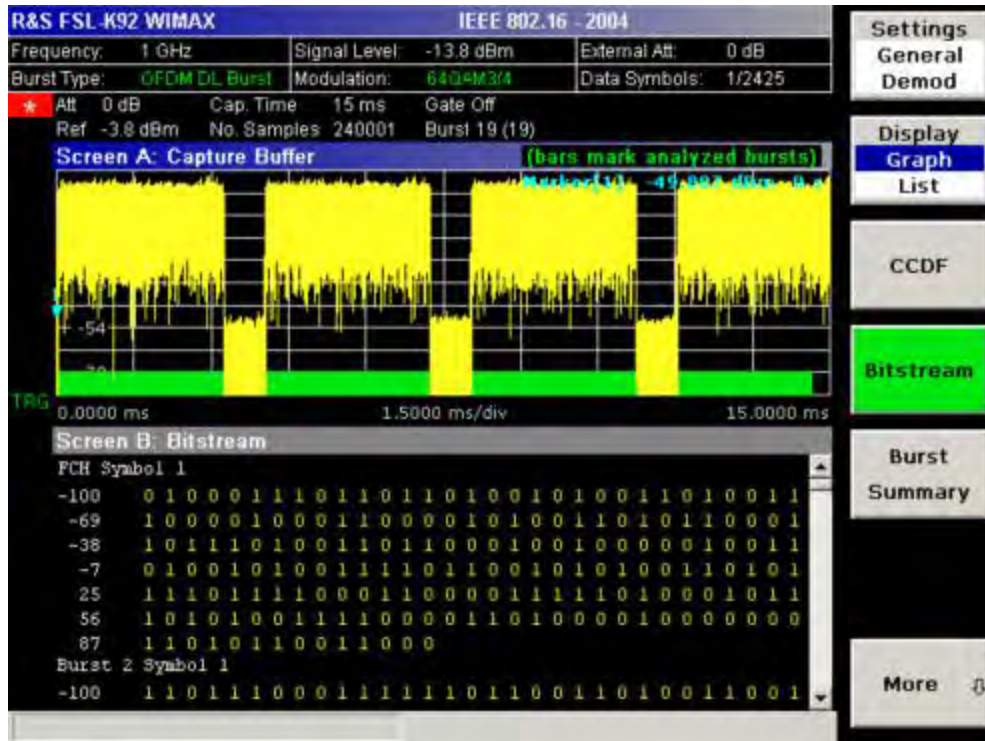 R&S FSL-K92 WIMAX IEEE 802.16 - 2004
Frequency: 1 GHz Signal Level: -13.8 dBm External Att: 0 dB
Burst Type: OFDM DL Burst Modulation: 64QAM3/4 Data Symbols: 1/2425
* Att 0 dB Cap. Time 15 ms Gate Off
Ref -3.8 dBm No. Samples 240001 Burst 19 (19)
Screen A: Capture Buffer (bars mark analyzed bursts)
Marker[1] dBm 0 s
-54
TRG 0.0000 ms 1.5000 ms/div 15.0000 ms
Screen B: Bitstream
FCH Symbol 1
-100 0 1 0 0 0 1 1 1 0 1 1 0 1 1 0 1 0 0 1 0 1 0 0 1 1 0 1 0 0 1 1
-69 1 0 0 0 0 1 0 0 0 1 1 0 0 0 0 1 0 1 0 0 1 1 0 1 0 1 1 0 0 0 1
-38 1 0 1 1 1 0 1 0 0 1 1 0 1 1 0 0 0 1 0 0 1 0 0 0 0 0 1 0 0 1 1
-7 0 1 0 0 1 0 1 0 0 1 1 1 1 0 1 1 0 0 1 0 1 0 1 0 0 1 1 0 1 0 1
25 1 1 1 0 1 1 1 1 0 0 0 1 1 0 0 0 0 1 1 1 1 1 0 1 0 0 0 1 0 1 1
56 1 0 1 0 1 0 0 1 1 1 1 0 0 0 0 1 1 0 1 0 0 0 0 1 0 0 0 0 0 0 0
87 1 1 0 1 0 1 1 0 0 1 1 0 0 0
Burst 2 Symbol 1
-100 1 1 0 1 1 1 0 0 0 1 1 1 1 1 1 1 0 1 1 0 0 1 1 0 1 0 0 1 1 0 0 1
Settings
General
Demod
Display
Graph
List
CCDF
Bitstream
Burst
Summary
More